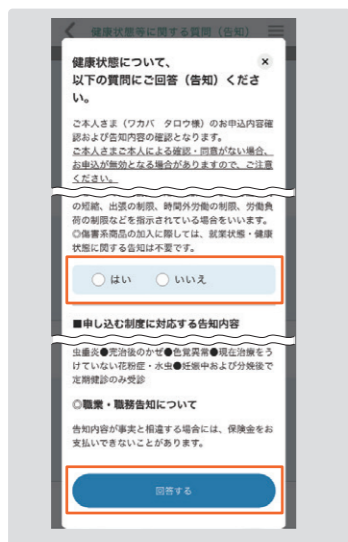 健康状態等に関する質問（告知）
健康状態について、
以下の質問にご回答（告知）くださ
い。
×
ご本人さま（ワカバ　タロウ様）のお申込内容確
認および告知内容の確認となります。
ご本人さまご本人による確認・同意がない場合、
お申込が無効となる場合がありますので、ご注意
ください。
の短縮、出張の制限、時間外労働の制限、労働負
荷の制限などを指示されている場合をいいます。
◎傷害系商品の加入に際しては、就業状態・健康
状態に関する告知は不要です。
はい　いいえ
■申し込む制度に対応する告知内容
虫垂炎●完治後のかぜ●色覚異常●現在治療をう
けていない花粉症・水虫●妊娠中および分娩後で
定期健診のみ受診
◎職業・職務告知について
告知内容が事実と相違する場合には、保険金をお
支払いできないことがあります。
回答する